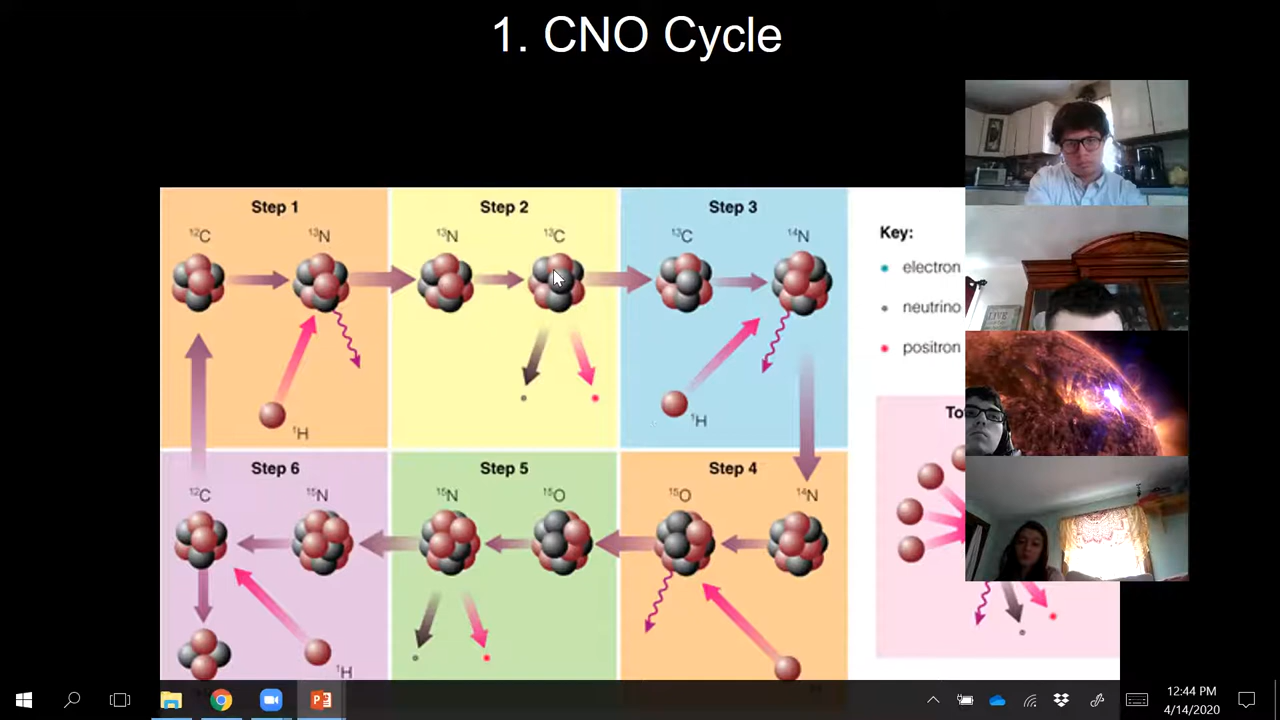 1. CNO Cycle
Step 1
Step 2
Step 3
¹²C
¹³N
¹³N
¹³C
¹³C
¹⁴N
Key:
electron
neutrino
positron
¹H
¹H
Step 6
Step 5
Step 4
¹²C
¹⁵N
¹⁵N
¹⁵O
¹⁵O
¹⁴N
¹H
12:44 PM
4/14/2020